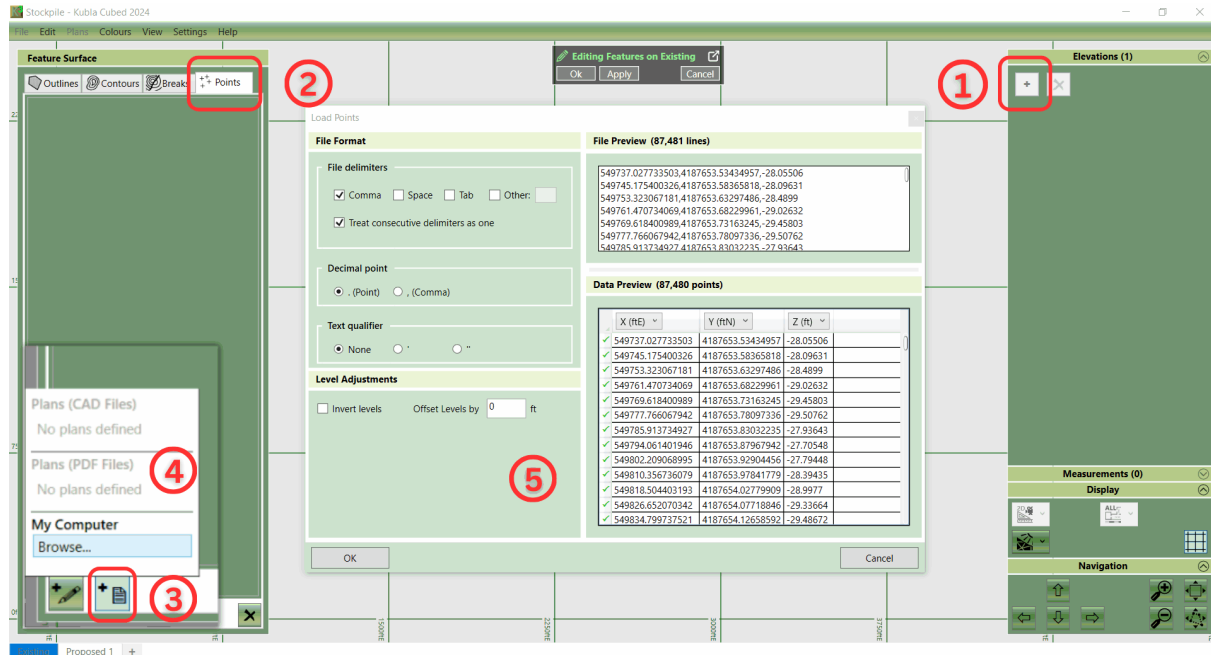 Stockpile - Kubla Cubed 2024
File Edit Plans Colours View Settings Help
Feature Surface
Outlines Contours Breaks Points
2
Editing Features on Existing
Ok Apply Cancel
1
Elevations (1)
+
Load Points
File Format
File delimiters
Comma Space Tab Other:
Treat consecutive delimiters as one
Decimal point
. (Point) , (Comma)
Text qualifier
None ' "
Level Adjustments
Invert levels Offset Levels by 0 ft
5
OK
File Preview (87,481 lines)
549737.027733503,4187653.53434957,-28.05506
549745.175400326,4187653.58365818,-28.09631
549753.323067181,4187653.63297486,-28.4899
549761.470734069,4187653.68229961,-29.02632
549769.618400989,4187653.73163245,-29.45803
549777.766067942,4187653.78097336,-29.50762
549785.913734927,4187653.83032235,-27.93643
Data Preview (87,480 points)
X (ftE) Y (ftN) Z (ft)
549737.027733503 4187653.53434957 -28.05506
549745.175400326 4187653.58365818 -28.09631
549753.323067181 4187653.63297486 -28.4899
549761.470734069 4187653.68229961 -29.02632
549769.618400989 4187653.73163245 -29.45803
549777.766067942 4187653.78097336 -29.50762
549785.913734927 4187653.83032235 -27.93643
549794.061401946 4187653.87967942 -27.70548
549802.209068995 4187653.92904456 -27.79448
549810.356736079 4187653.97841779 -28.39435
549818.504403193 4187654.02779909 -28.9977
549826.652070342 4187654.07718846 -29.33664
549834.799737521 4187654.12658592 -29.48672
Cancel
Plans (CAD Files)
No plans defined
Plans (PDF Files)
No plans defined
4
My Computer
Browse...
3
Measurements (0)
Display
ALL
Navigation
1500ftE
2250ftE
3000ftE
3750ftE
Existing Proposed 1 +